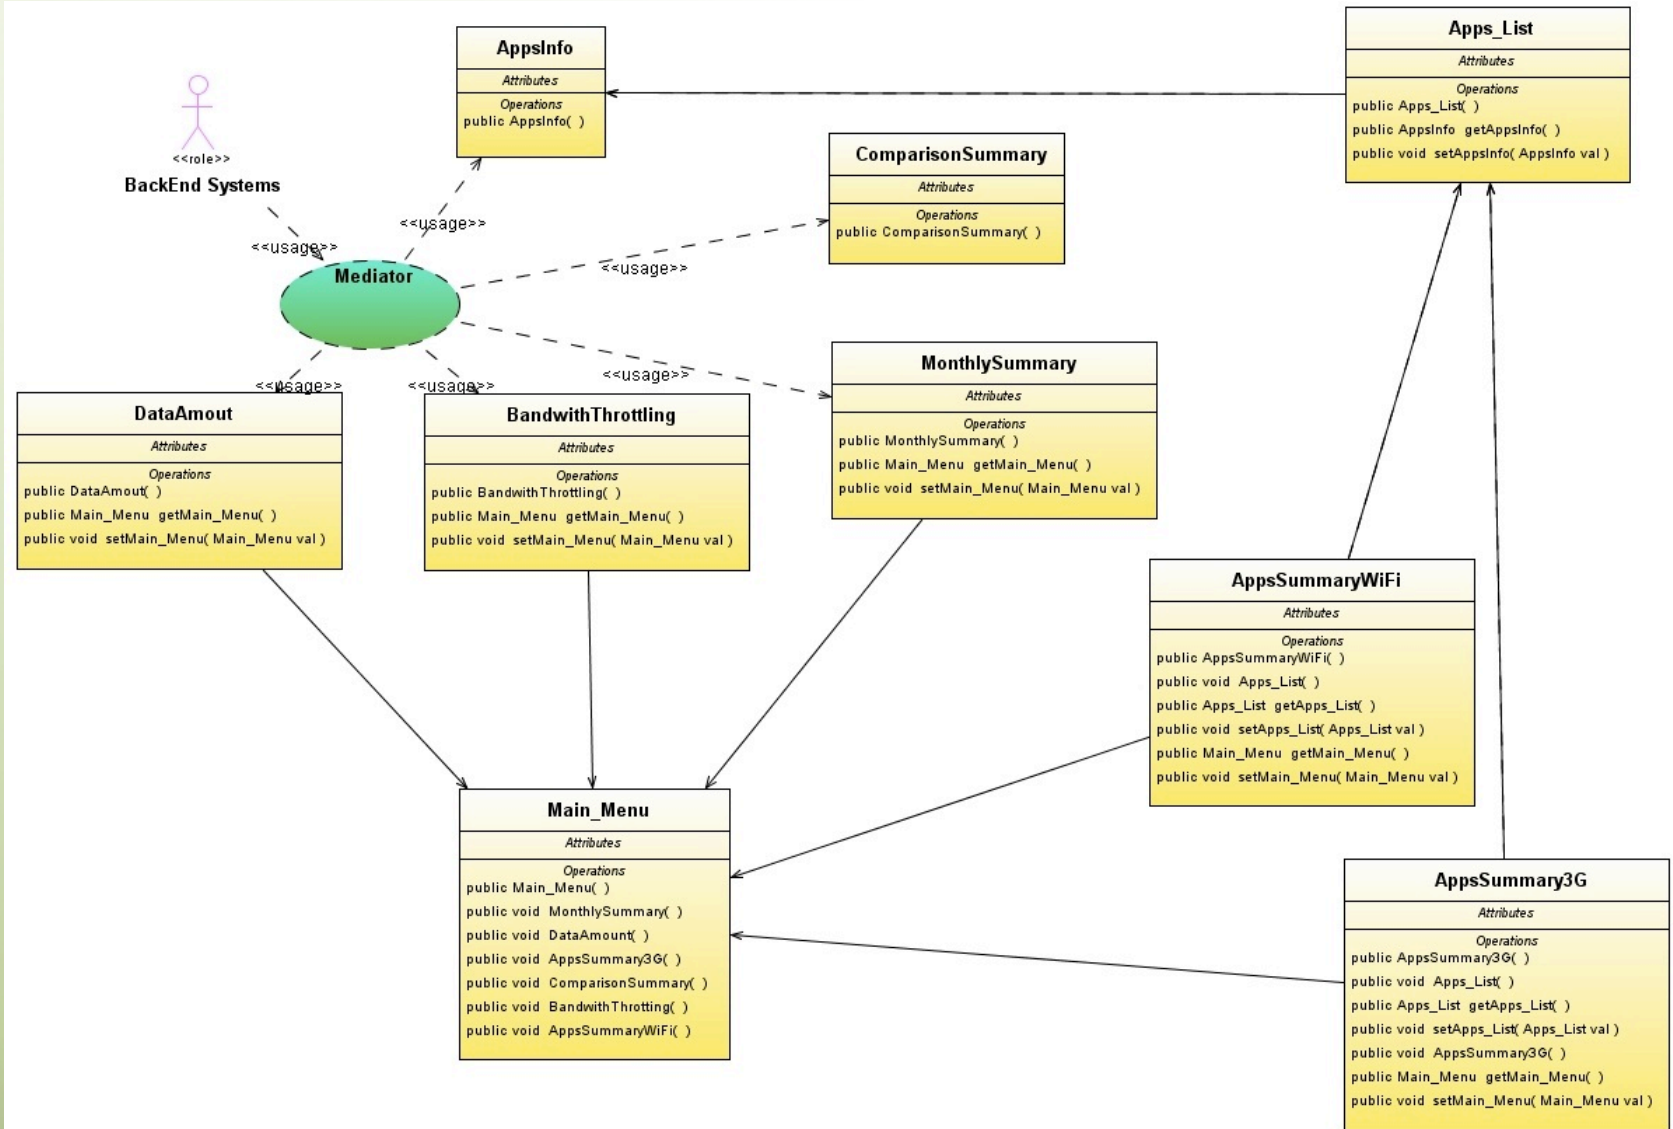 AppsInfo
Attributes
Operations
public AppsInfo( )
Apps_List
Attributes
Operations
public Apps_List( )
public AppsInfo getAppsInfo( )
public void setAppsInfo( AppsInfo val )
<<role>>
BackEnd Systems
ComparisonSummary
Attributes
Operations
public ComparisonSummary( )
<<usage>>
<<usage>>
<<usage>>
Mediator
<<usage>>
<<usage>>
<<usage>>
MonthlySummary
Attributes
Operations
public MonthlySummary( )
public Main_Menu getMain_Menu( )
public void setMain_Menu( Main_Menu val )
DataAmout
Attributes
Operations
public DataAmout( )
public Main_Menu getMain_Menu( )
public void setMain_Menu( Main_Menu val )
BandwithThrottling
Attributes
Operations
public BandwithThrottling( )
public Main_Menu getMain_Menu( )
public void setMain_Menu( Main_Menu val )
AppsSummaryWiFi
Attributes
Operations
public AppsSummaryWiFi( )
public void Apps_List( )
public Apps_List getApps_List( )
public void setApps_List( Apps_List val )
public Main_Menu getMain_Menu( )
public void setMain_Menu( Main_Menu val )
Main_Menu
Attributes
Operations
public Main_Menu( )
public void MonthlySummary( )
public void DataAmount( )
public void AppsSummary3G( )
public void ComparisonSummary( )
public void BandwithThrotting( )
public void AppsSummaryWiFi( )
AppsSummary3G
Attributes
Operations
public AppsSummary3G( )
public void Apps_List( )
public Apps_List getApps_List( )
public void setApps_List( Apps_List val )
public void AppsSummary3G( )
public Main_Menu getMain_Menu( )
public void setMain_Menu( Main_Menu val )